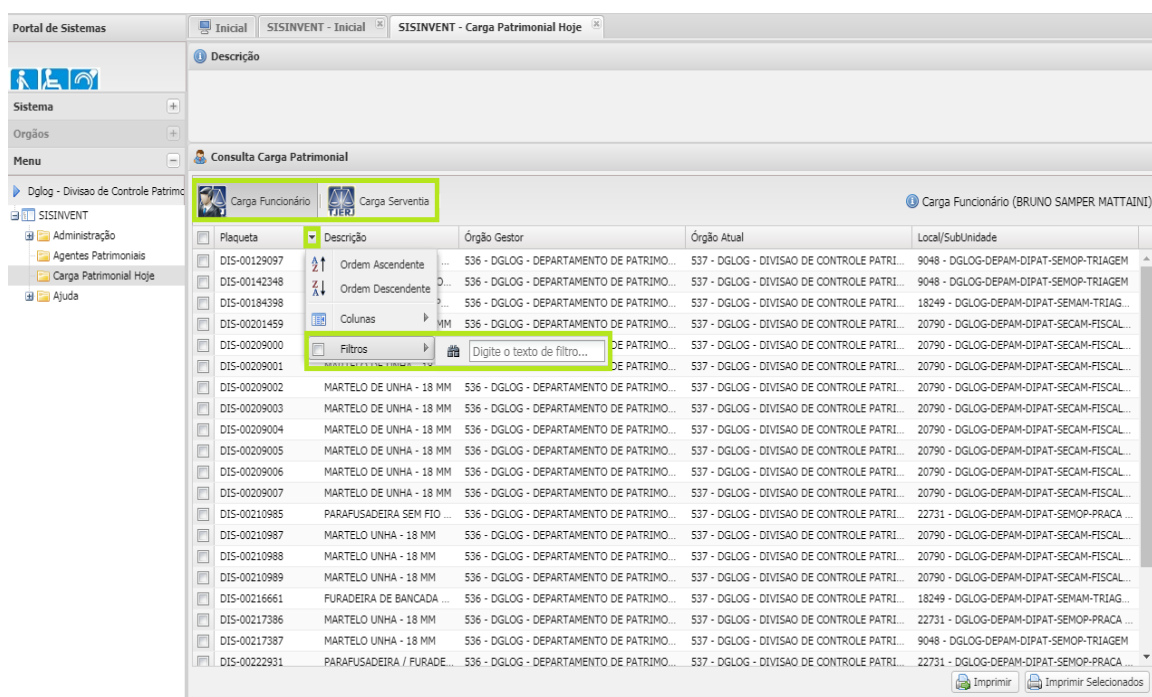 Portal de Sistemas
Inicial
SISINVENT - Inicial
SISINVENT - Carga Patrimonial Hoje
Descrição
Sistema
Orgãos
Menu
Dglog - Divisao de Controle Patrimo
SISINVENT
Administração
Agentes Patrimoniais
Carga Patrimonial Hoje
Ajuda
Consulta Carga Patrimonial
Carga Funcionário
TJERJ
Carga Serventia
Carga Funcionário (BRUNO SAMPER MATTAINI)
Plaqueta Descrição Órgão Gestor Órgão Atual Local/SubUnidade
DIS-00129097 ... 536 - DGLOG - DEPARTAMENTO DE PATRIMO... 537 - DGLOG - DIVISAO DE CONTROLE PATRI... 9048 - DGLOG-DEPAM-DIPAT-SEMOP-TRIAGEM
DIS-00142348 536 - DGLOG - DEPARTAMENTO DE PATRIMO... 537 - DGLOG - DIVISAO DE CONTROLE PATRI... 9048 - DGLOG-DEPAM-DIPAT-SEMOP-TRIAGEM
DIS-00184398 536 - DGLOG - DEPARTAMENTO DE PATRIMO... 537 - DGLOG - DIVISAO DE CONTROLE PATRI... 18249 - DGLOG-DEPAM-DIPAT-SEMAM-TRIAG...
DIS-00201459 MM 536 - DGLOG - DEPARTAMENTO DE PATRIMO... 537 - DGLOG - DIVISAO DE CONTROLE PATRI... 20790 - DGLOG-DEPAM-DIPAT-SECAM-FISCAL...
DIS-00209000 DE PATRIMO... 537 - DGLOG - DIVISAO DE CONTROLE PATRI... 20790 - DGLOG-DEPAM-DIPAT-SECAM-FISCAL...
DIS-00209001 DE PATRIMO... 537 - DGLOG - DIVISAO DE CONTROLE PATRI... 20790 - DGLOG-DEPAM-DIPAT-SECAM-FISCAL...
Ordem Ascendente
Ordem Descendente
Colunas
Filtros
Digite o texto de filtro...
DIS-00209002 MARTELO DE UNHA - 18 MM 536 - DGLOG - DEPARTAMENTO DE PATRIMO... 537 - DGLOG - DIVISAO DE CONTROLE PATRI... 20790 - DGLOG-DEPAM-DIPAT-SECAM-FISCAL...
DIS-00209003 MARTELO DE UNHA - 18 MM 536 - DGLOG - DEPARTAMENTO DE PATRIMO... 537 - DGLOG - DIVISAO DE CONTROLE PATRI... 20790 - DGLOG-DEPAM-DIPAT-SECAM-FISCAL...
DIS-00209004 MARTELO DE UNHA - 18 MM 536 - DGLOG - DEPARTAMENTO DE PATRIMO... 537 - DGLOG - DIVISAO DE CONTROLE PATRI... 20790 - DGLOG-DEPAM-DIPAT-SECAM-FISCAL...
DIS-00209005 MARTELO DE UNHA - 18 MM 536 - DGLOG - DEPARTAMENTO DE PATRIMO... 537 - DGLOG - DIVISAO DE CONTROLE PATRI... 20790 - DGLOG-DEPAM-DIPAT-SECAM-FISCAL...
DIS-00209006 MARTELO DE UNHA - 18 MM 536 - DGLOG - DEPARTAMENTO DE PATRIMO... 537 - DGLOG - DIVISAO DE CONTROLE PATRI... 20790 - DGLOG-DEPAM-DIPAT-SECAM-FISCAL...
DIS-00209007 MARTELO DE UNHA - 18 MM 536 - DGLOG - DEPARTAMENTO DE PATRIMO... 537 - DGLOG - DIVISAO DE CONTROLE PATRI... 20790 - DGLOG-DEPAM-DIPAT-SECAM-FISCAL...
DIS-00210985 PARAFUSADEIRA SEM FIO ... 536 - DGLOG - DEPARTAMENTO DE PATRIMO... 537 - DGLOG - DIVISAO DE CONTROLE PATRI... 22731 - DGLOG-DEPAM-DIPAT-SEMOP-PRACA ...
DIS-00210987 MARTELO UNHA - 18 MM 536 - DGLOG - DEPARTAMENTO DE PATRIMO... 537 - DGLOG - DIVISAO DE CONTROLE PATRI... 20790 - DGLOG-DEPAM-DIPAT-SECAM-FISCAL...
DIS-00210988 MARTELO UNHA - 18 MM 536 - DGLOG - DEPARTAMENTO DE PATRIMO... 537 - DGLOG - DIVISAO DE CONTROLE PATRI... 20790 - DGLOG-DEPAM-DIPAT-SECAM-FISCAL...
DIS-00210989 MARTELO UNHA - 18 MM 536 - DGLOG - DEPARTAMENTO DE PATRIMO... 537 - DGLOG - DIVISAO DE CONTROLE PATRI... 20790 - DGLOG-DEPAM-DIPAT-SECAM-FISCAL...
DIS-00216661 FURADEIRA DE BANCADA ... 536 - DGLOG - DEPARTAMENTO DE PATRIMO... 537 - DGLOG - DIVISAO DE CONTROLE PATRI... 18249 - DGLOG-DEPAM-DIPAT-SEMAM-TRIAG...
DIS-00217386 MARTELO UNHA - 18 MM 536 - DGLOG - DEPARTAMENTO DE PATRIMO... 537 - DGLOG - DIVISAO DE CONTROLE PATRI... 22731 - DGLOG-DEPAM-DIPAT-SEMOP-PRACA ...
DIS-00217387 MARTELO UNHA - 18 MM 536 - DGLOG - DEPARTAMENTO DE PATRIMO... 537 - DGLOG - DIVISAO DE CONTROLE PATRI... 9048 - DGLOG-DEPAM-DIPAT-SEMOP-TRIAGEM
DIS-00222931 PARAFUSADEIRA / FURADE... 536 - DGLOG - DEPARTAMENTO DE PATRIMO... 537 - DGLOG - DIVISAO DE CONTROLE PATRI... 22731 - DGLOG-DEPAM-DIPAT-SEMOP-PRACA ...
Imprimir
Imprimir Selecionados